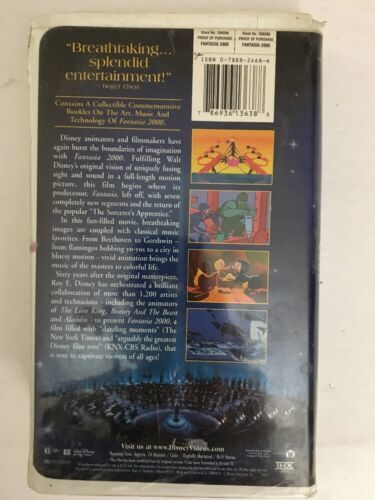 Stock No. 20050S
PROOF OF PURCHASE
FANTASIA 2000
PROOF OF PURCHASE
FANTASIA 2000
"Breathtaking...
splendid
entertainment!"
- Roger Ebert
ISBN 0-7888-2468-6
7 86936 13638 8
Contains A Collectible Commemorative
Booklet On The Art, Music And
Technology Of Fantasia 2000.
Disney animators and filmmakers have
again burst the boundaries of imagination
with Fantasia 2000. Fulfilling Walt
Disney's original vision of uniquely fusing
sight and sound in a full-length motion
picture, this film begins where its
predecessor, Fantasia, left off, with seven
completely new segments and the return of
the popular "The Sorcerer's Apprentice."
In this fun-filled movie, breathtaking
images are coupled with classical music
favorites. From Beethoven to Gershwin –
from flamingos bobbing yo-yos to a city in
bluesy motion – vivid animation brings the
music of the masters to colorful life.
Sixty years after the original masterpiece,
Roy E. Disney has orchestrated a brilliant
collaboration of more than 1,200 artists
and technicians – including the animators
of The Lion King, Beauty And The Beast
and Aladdin – to present Fantasia 2000, a
film filled with "dazzling moments" (The
New York Times) and "arguably the greatest
Disney film ever" (KNX-CBS Radio), that
is sure to captivate viewers of all ages!
Visit us at www.DisneyVideos.com
THX